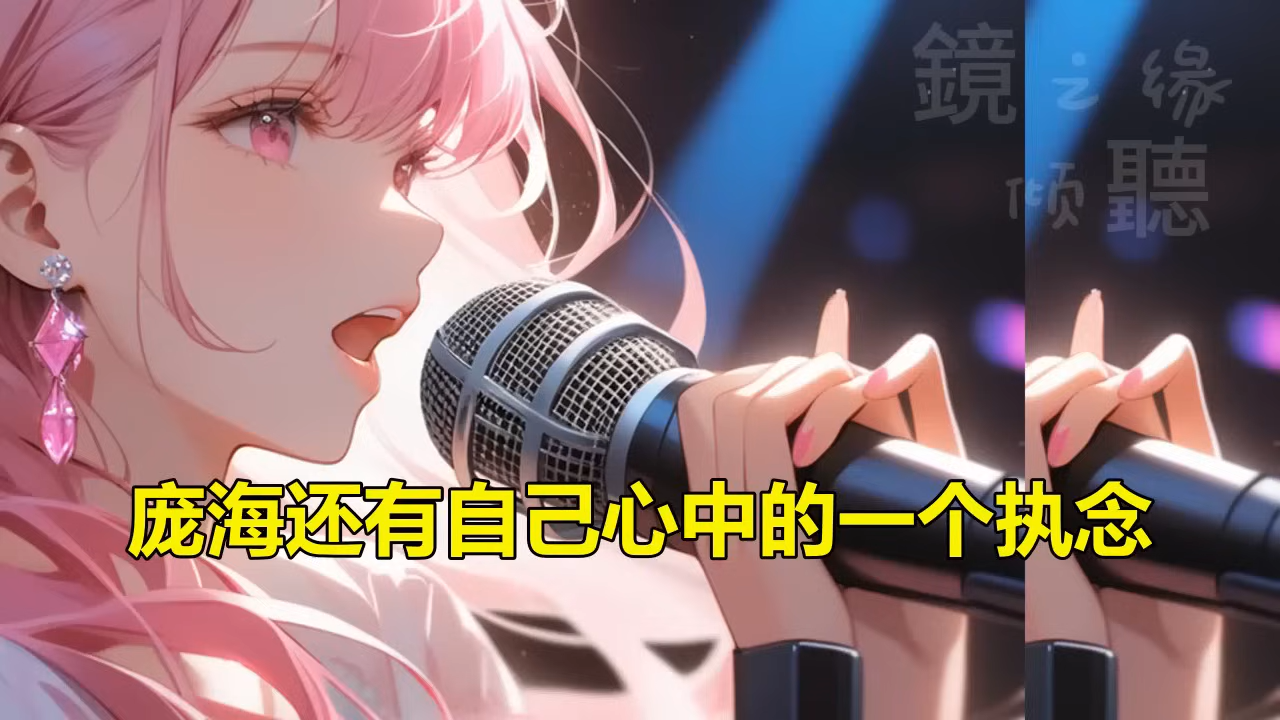 鏡之缘
倾聽
庞海还有自己心中的一个执念